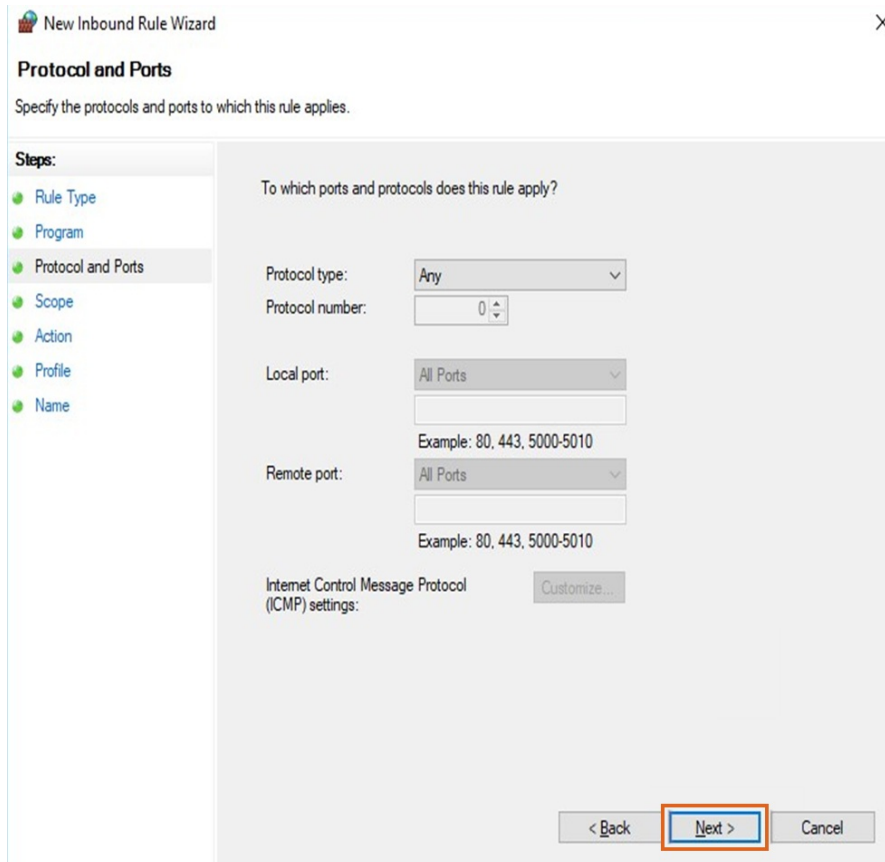 New Inbound Rule Wizard
Protocol and Ports
Specify the protocols and ports to which this rule applies.
Steps:
Rule Type
Program
Protocol and Ports
Scope
Action
Profile
Name
To which ports and protocols does this rule apply?
Protocol type: Any
Protocol number: 0
Local port: All Ports
Example: 80, 443, 5000-5010
Remote port: All Ports
Example: 80, 443, 5000-5010
Internet Control Message Protocol
(ICMP) settings:
Customize...
< Back Next > Cancel